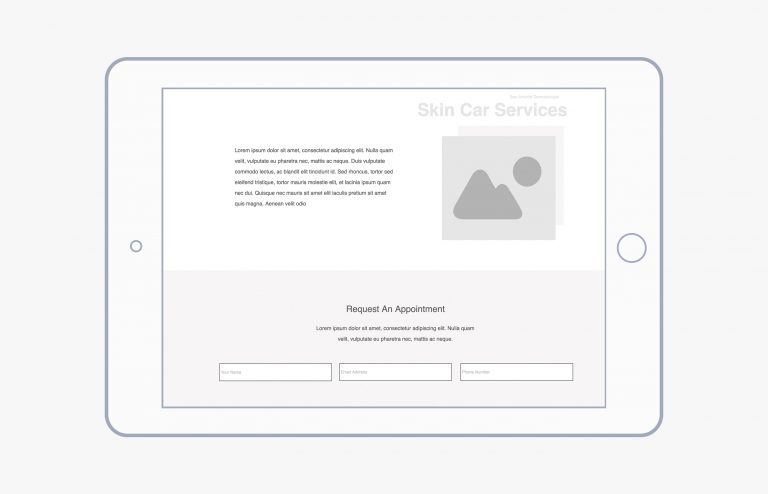 San Antonio Dermatologist
Skin Car Services
Lorem ipsum dolor sit amet, consectetur adipiscing elit. Nulla quam
velit, vulputate eu pharetra nec, mattis ac neque. Duis vulputate
commodo lectus, ac blandit elit tincidunt id. Sed rhoncus, tortor sed
eleifend tristique, tortor mauris molestie elit, et lacinia ipsum quam
nec dui. Quisque nec mauris sit amet elit iaculis pretium sit amet
quis magna. Aenean velit odio
Request An Appointment
Lorem ipsum dolor sit amet, consectetur adipiscing elit. Nulla quam
velit, vulputate eu pharetra nec, mattis ac neque.
Your Name
Email Address
Phone Number